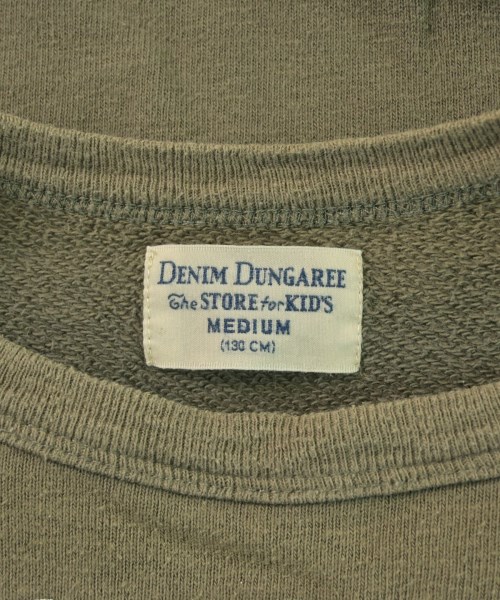 DENIM DUNGAREE
The STORE for KID'S
MEDIUM
(130 CM)